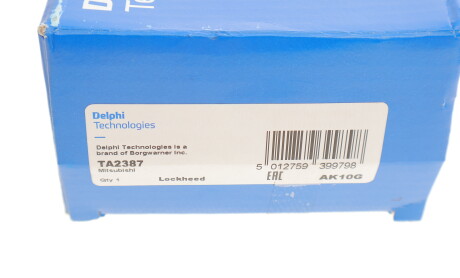 Delphi
Technologies
Delphi Technologies is a
brand of Borgwarner Inc.
TA2387
Mitsubishi
Qty 1 Lockheed
5 012759 399798
EAC AK10G